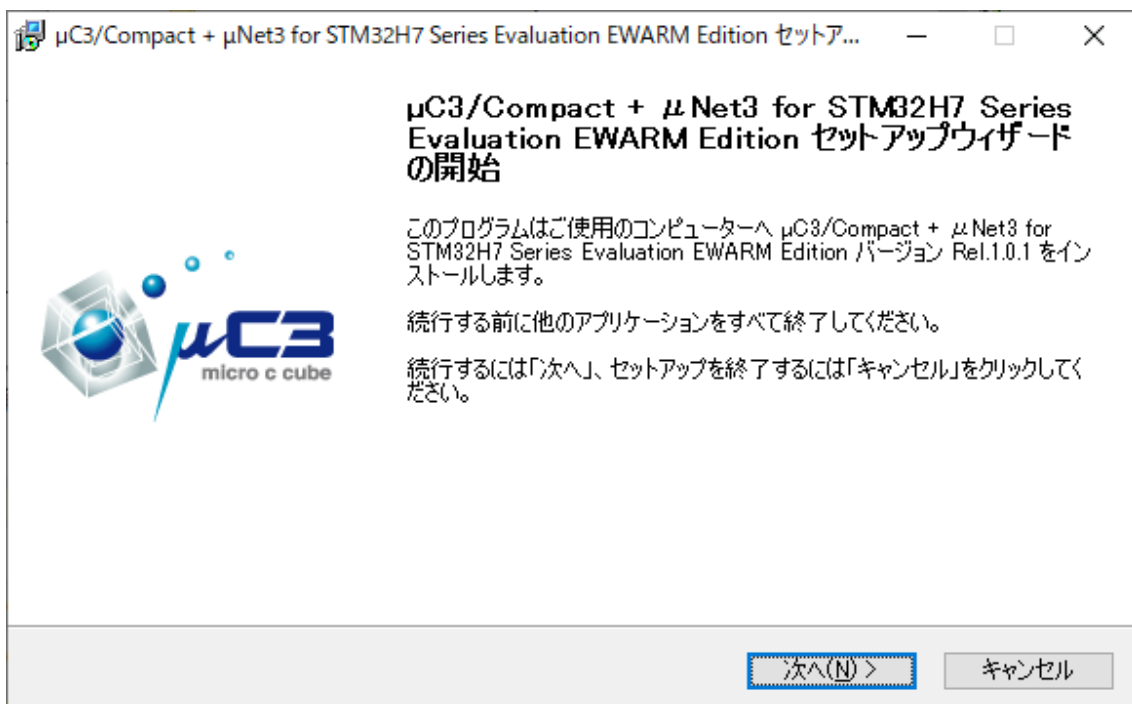 µC3/Compact + µNet3 for STM32H7 Series Evaluation EWARM Edition セットア...
µC3/Compact + μNet3 for STM32H7 Series
Evaluation EWARM Edition セットアップウィザード
の開始
このプログラムはご使用のコンピューターへ µC3/Compact + μNet3 for
STM32H7 Series Evaluation EWARM Edition バージョン Rel.1.0.1 をイン
ストールします。
続行する前に他のアプリケーションをすべて終了してください。
μC3
micro c cube
続行するには「次へ」、セットアップを終了するには「キャンセル」をクリックしてく
ださい。
次へ(N) >
キャンセル